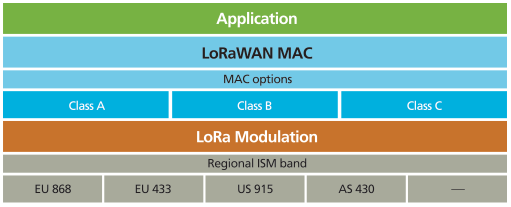 Application
LoRaWAN MAC
MAC options
Class A Class B Class C
LoRa Modulation
Regional ISM band
EU 868 EU 433 US 915 AS 430 —